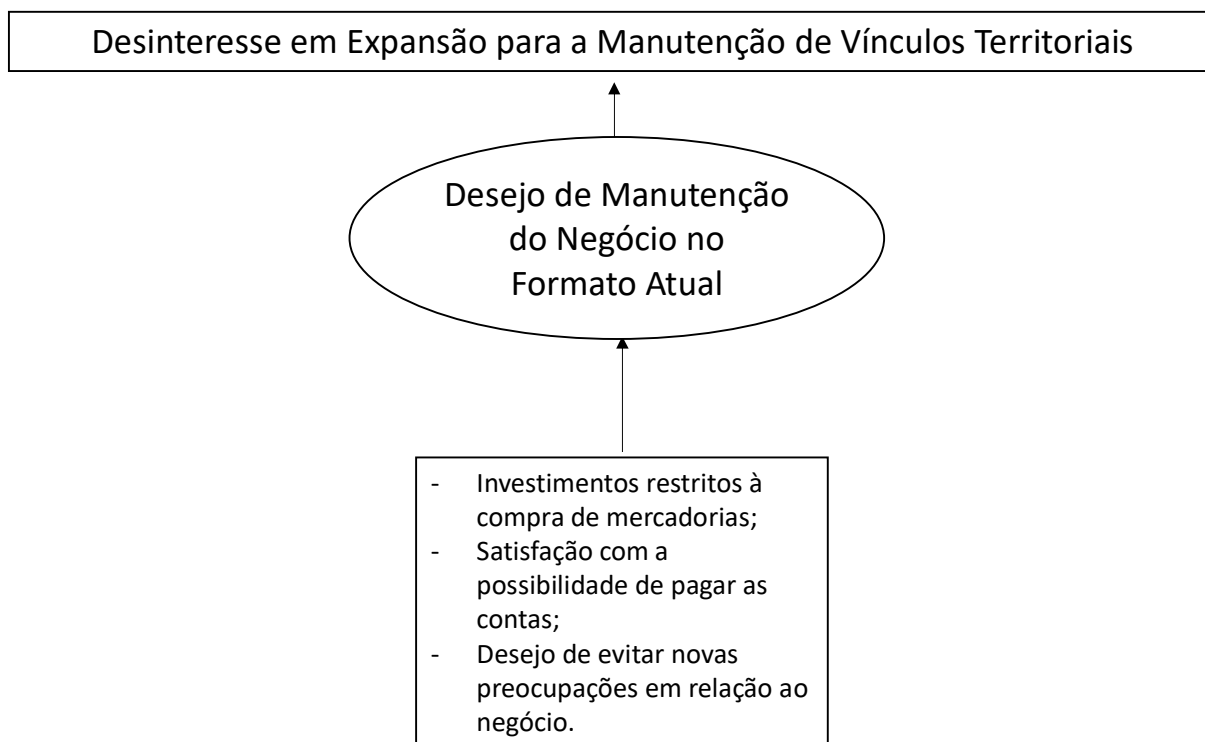 Desinteresse em Expansão para a Manutenção de Vínculos Territoriais
Desejo de Manutenção
do Negócio no
Formato Atual
- Investimentos restritos à
compra de mercadorias;
- Satisfação com a
possibilidade de pagar as
contas;
- Desejo de evitar novas
preocupações em relação ao
negócio.